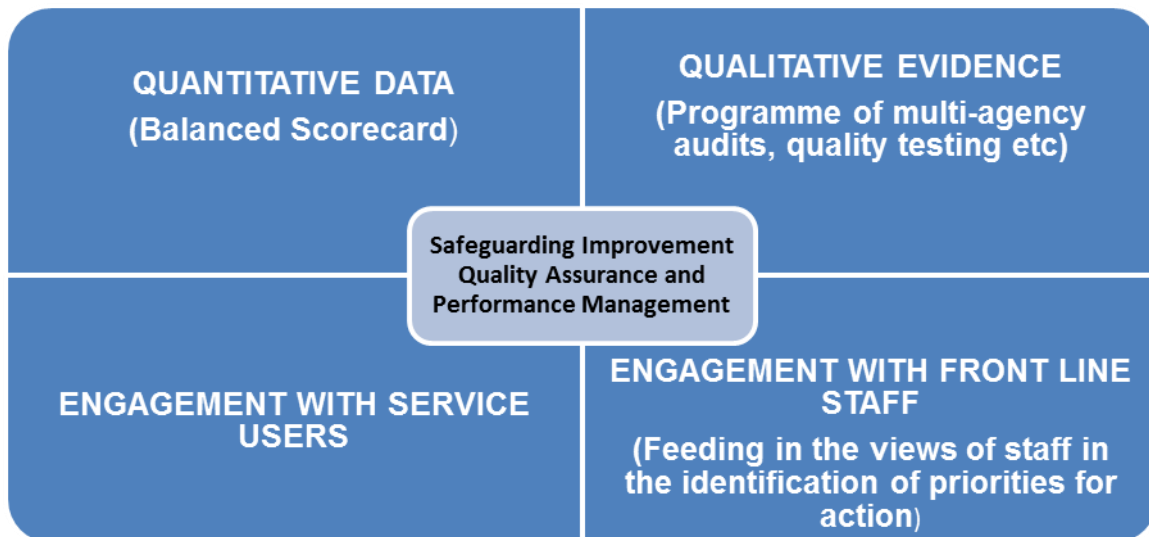 QUANTITATIVE DATA
(Balanced Scorecard)
QUALITATIVE EVIDENCE
(Programme of multi-agency
audits, quality testing etc)
Safeguarding Improvement
Quality Assurance and
Performance Management
ENGAGEMENT WITH SERVICE
USERS
ENGAGEMENT WITH FRONT LINE
STAFF
(Feeding in the views of staff in
the identification of priorities for
action)